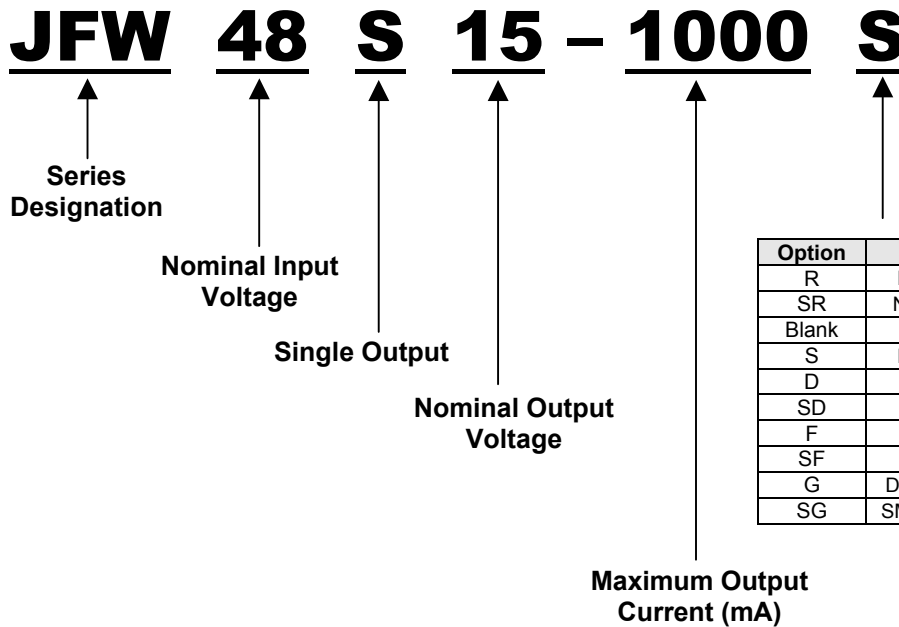 JFW 48 S 15 – 1000 S
Series
Designation
Nominal Input
Voltage
Single Output
Nominal Output
Voltage
Maximum Output
Current (mA)
Option
R
SR
Blank
S
D
SD
F
SF
G D
SG